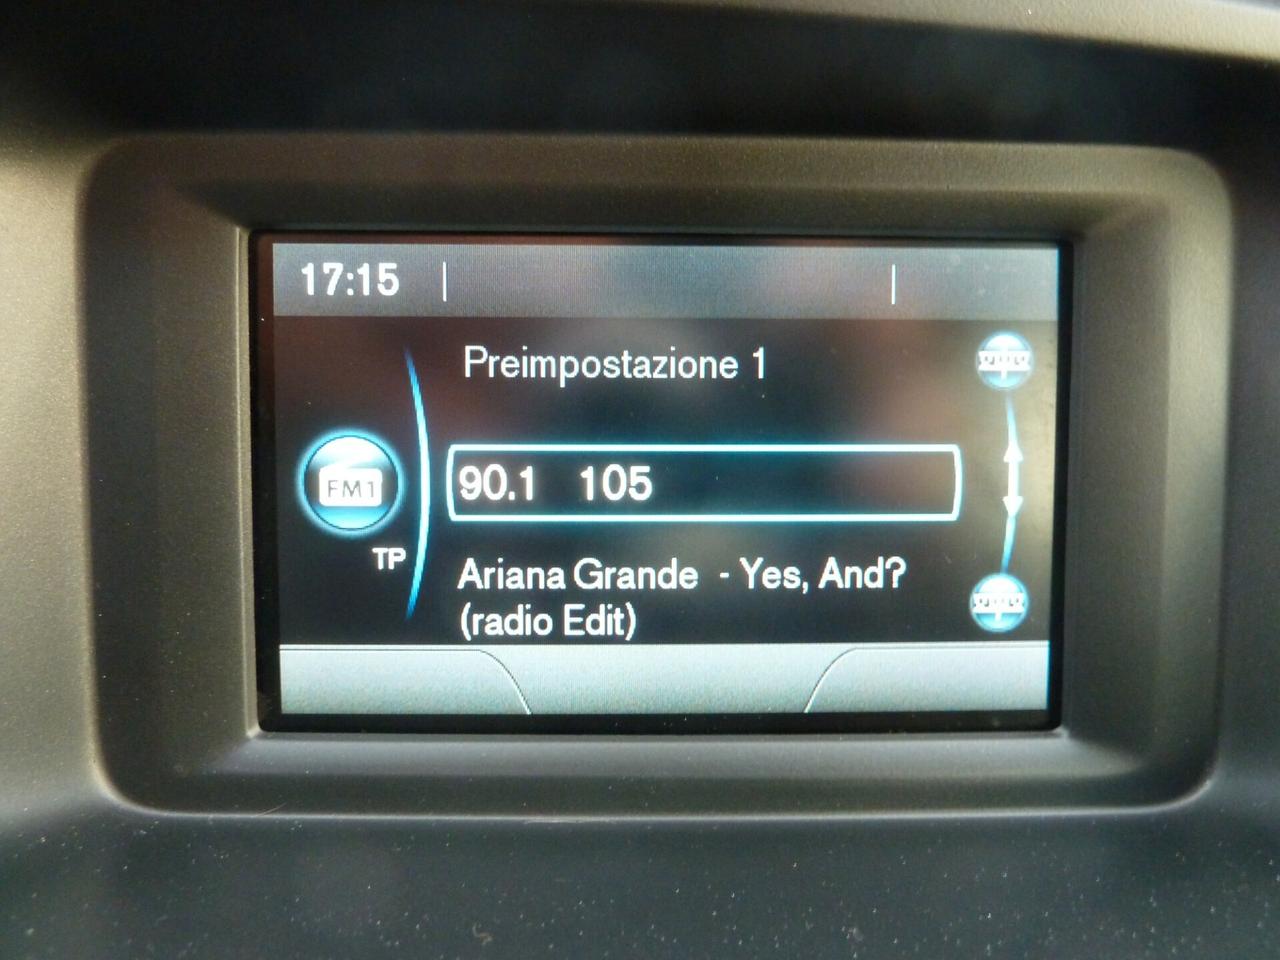 17:15
Preimpostazione 1
FM1
90.1 105
TP
Ariana Grande - Yes, And?
(radio Edit)